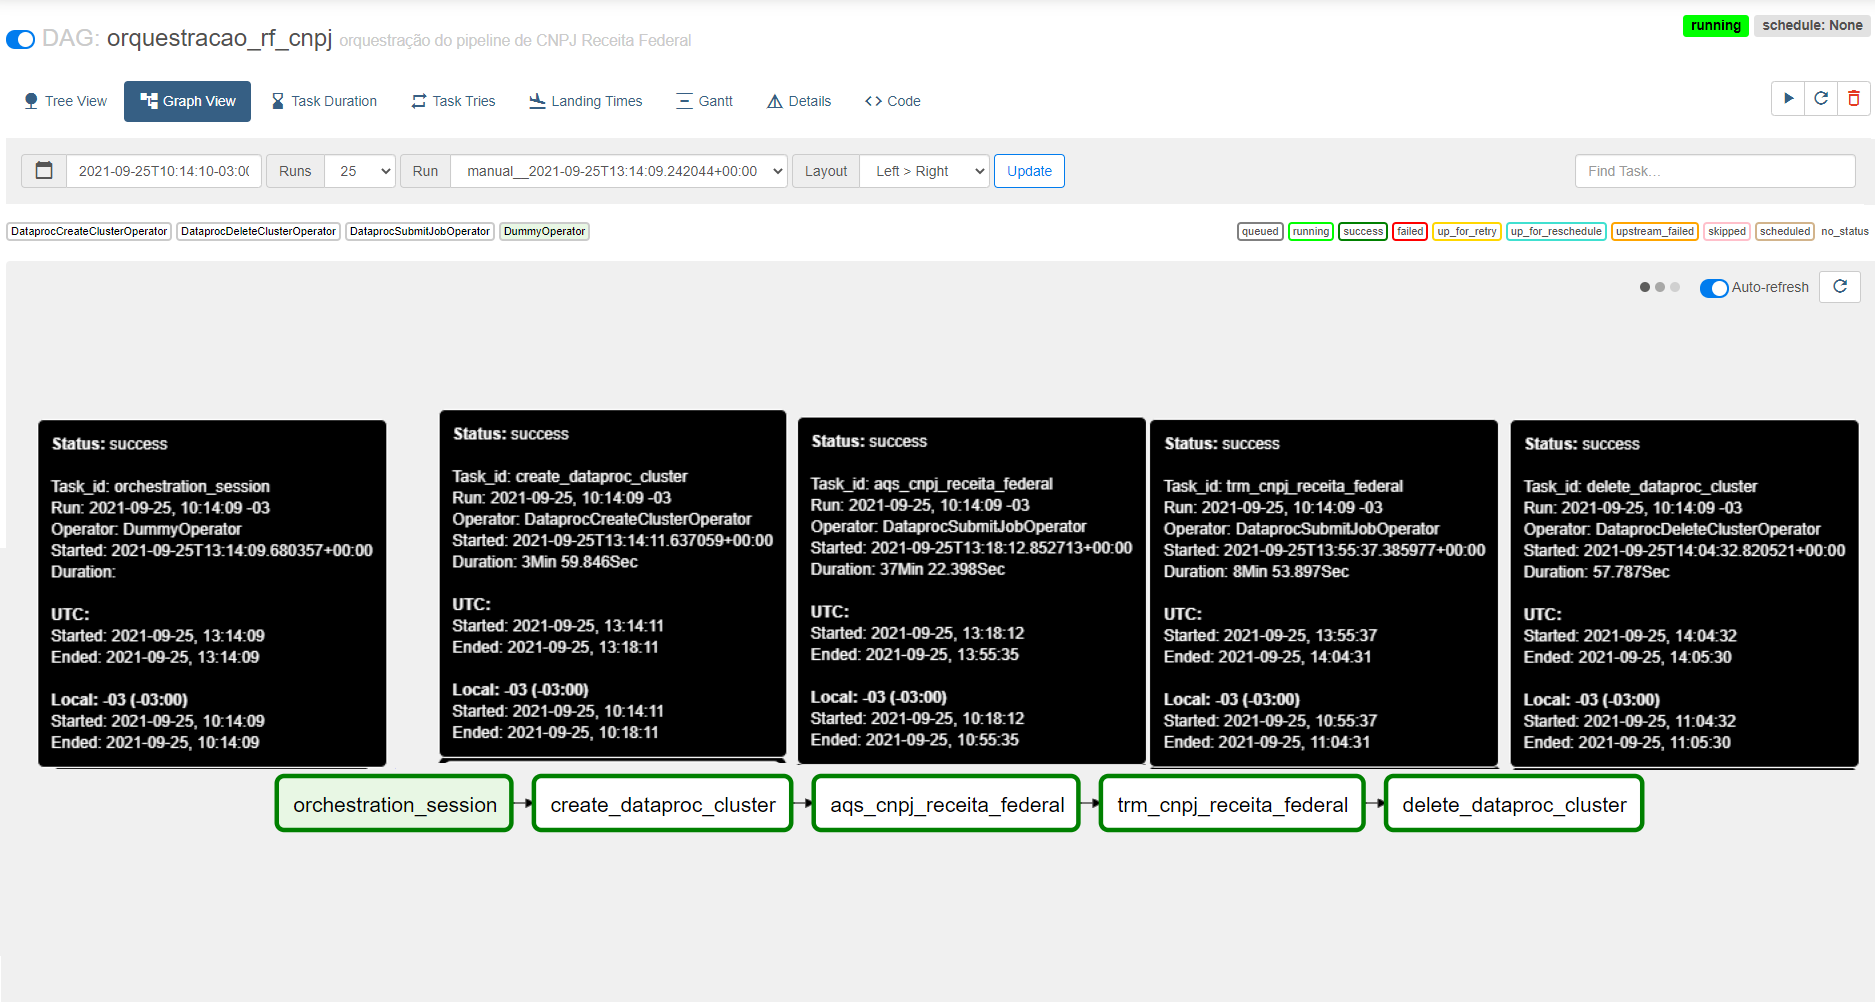 DAG: orquestracao_rf_cnpj orquestração do pipeline de CNPJ Receita Federal
running schedule: None
Tree View Graph View Task Duration Task Tries Landing Times Gantt Details Code
2021-09-25T10:14:10-03:00 Runs 25 Run manual__2021-09-25T13:14:09.242044+00:00 Layout Left > Right Update Find Task…
DataprocCreateClusterOperator DataprocDeleteClusterOperator DataprocSubmitJobOperator DummyOperator
queued running success failed up_for_retry up_for_reschedule upstream_failed skipped scheduled no_status
Auto-refresh
Status: success
Task_id: orchestration_session
Run: 2021-09-25, 10:14:09 -03
Operator: DummyOperator
Started: 2021-09-25T13:14:09.680357+00:00
Duration:
UTC:
Started: 2021-09-25, 13:14:09
Ended: 2021-09-25, 13:14:09
Local: -03 (-03:00)
Started: 2021-09-25, 10:14:09
Ended: 2021-09-25, 10:14:09
Status: success
Task_id: create_dataproc_cluster
Run: 2021-09-25, 10:14:09 -03
Operator: DataprocCreateClusterOperator
Started: 2021-09-25T13:14:11.637059+00:00
Duration: 3Min 59.846Sec
UTC:
Started: 2021-09-25, 13:14:11
Ended: 2021-09-25, 13:18:11
Local: -03 (-03:00)
Started: 2021-09-25, 10:14:11
Ended: 2021-09-25, 10:18:11
Status: success
Task_id: aqs_cnpj_receita_federal
Run: 2021-09-25, 10:14:09 -03
Operator: DataprocSubmitJobOperator
Started: 2021-09-25T13:18:12.852713+00:00
Duration: 37Min 22.398Sec
UTC:
Started: 2021-09-25, 13:18:12
Ended: 2021-09-25, 13:55:35
Local: -03 (-03:00)
Started: 2021-09-25, 10:18:12
Ended: 2021-09-25, 10:55:35
Status: success
Task_id: trm_cnpj_receita_federal
Run: 2021-09-25, 10:14:09 -03
Operator: DataprocSubmitJobOperator
Started: 2021-09-25T13:55:37.385977+00:00
Duration: 8Min 53.897Sec
UTC:
Started: 2021-09-25, 13:55:37
Ended: 2021-09-25, 14:04:31
Local: -03 (-03:00)
Started: 2021-09-25, 10:55:37
Ended: 2021-09-25, 11:04:31
Status: success
Task_id: delete_dataproc_cluster
Run: 2021-09-25, 10:14:09 -03
Operator: DataprocDeleteClusterOperator
Started: 2021-09-25T14:04:32.820521+00:00
Duration: 57.787Sec
UTC:
Started: 2021-09-25, 14:04:32
Ended: 2021-09-25, 14:05:30
Local: -03 (-03:00)
Started: 2021-09-25, 11:04:32
Ended: 2021-09-25, 11:05:30
orchestration_session create_dataproc_cluster aqs_cnpj_receita_federal trm_cnpj_receita_federal delete_dataproc_cluster